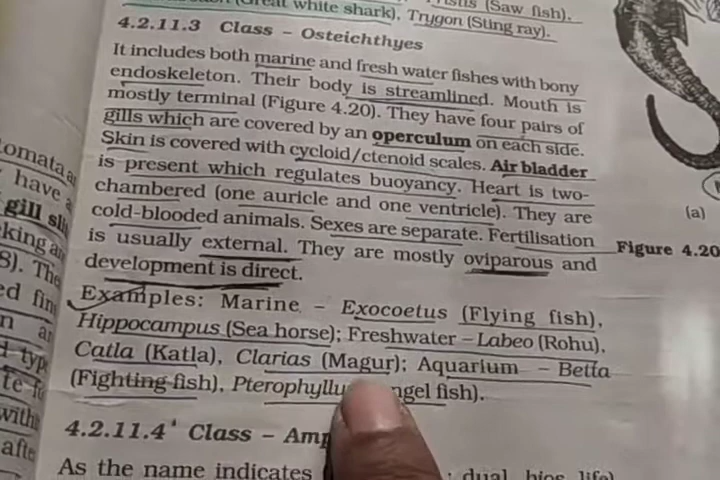 (Great white shark), Trygon (Sting ray).
(Saw fish),
4.2.11.3 Class – Osteichthyes
It includes both marine and fresh water fishes with bony
endoskeleton. Their body is streamlined. Mouth is
mostly terminal (Figure 4.20). They have four pairs of
gills which are covered by an operculum on each side.
Skin is covered with cycloid/ctenoid scales. Air bladder
is present which regulates buoyancy. Heart is two-
chambered (one auricle and one ventricle). They are
cold-blooded animals. Sexes are separate. Fertilisation
is usually external. They are mostly oviparous and
development is direct.
Examples: Marine – Exocoetus (Flying fish),
Hippocampus (Sea horse); Freshwater – Labeo (Rohu),
Catla (Katla), Clarias (Magur); Aquarium – Betta
(Fighting fish), Pterophyllu ngel fish).
4.2.11.4 Class – Am
As the name indicates dual, bios, life)
have
gill sli
king
8). The
ed fin
typ
with
afte
(a)
Figure 4.20